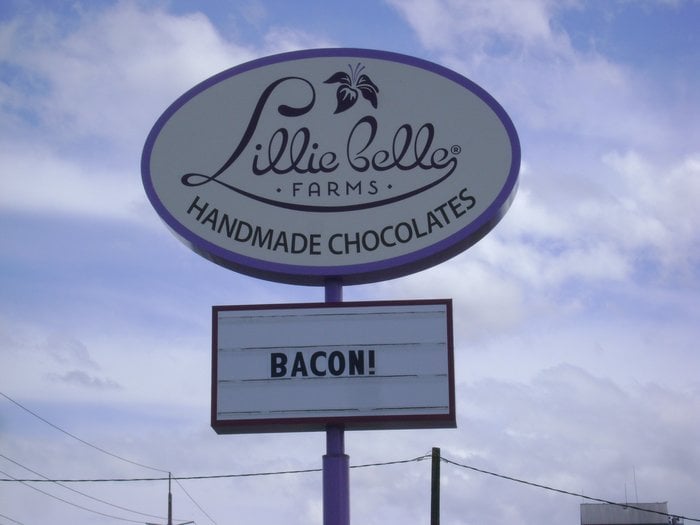 Lillie belle®
• FARMS •
HANDMADE CHOCOLATES
BACON!